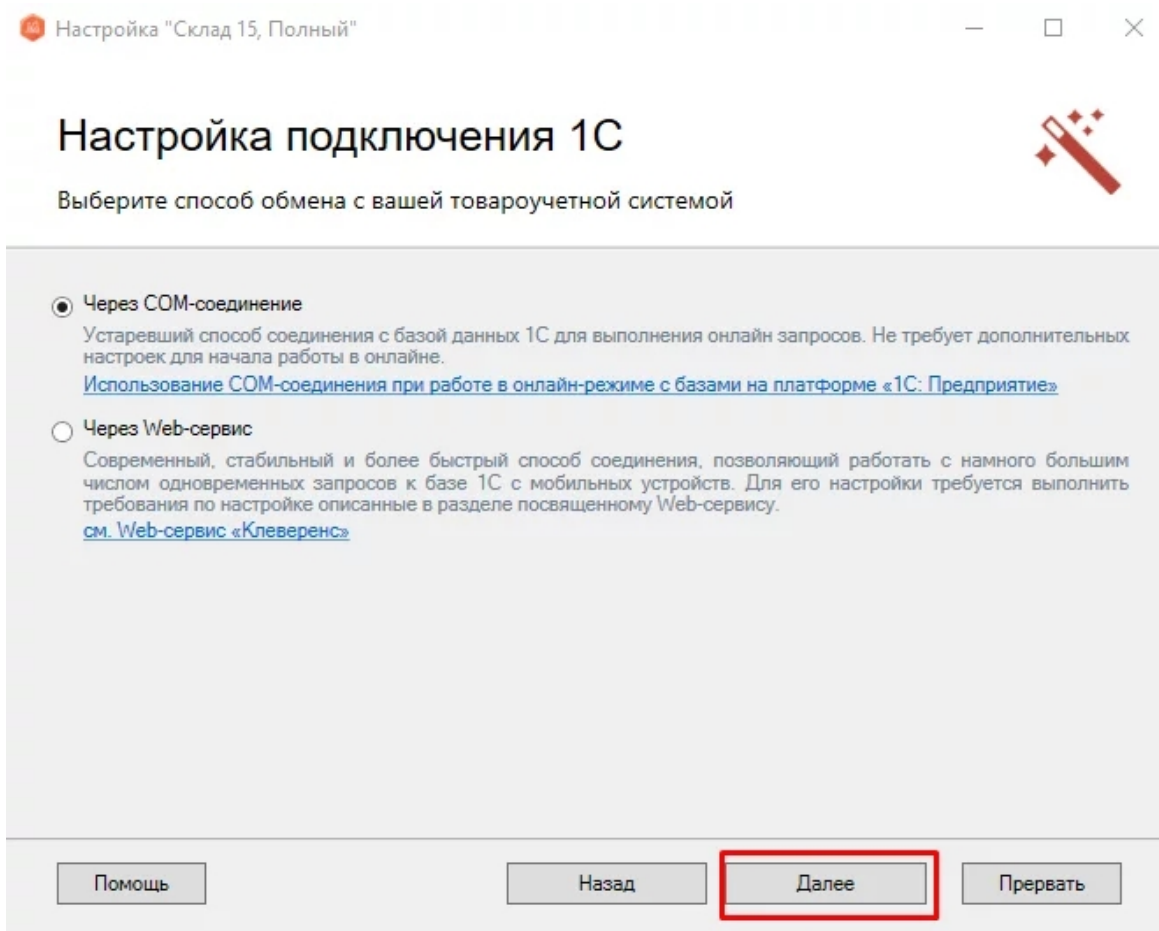 Настройка "Склад 15, Полный"
Настройка подключения 1С
Выберите способ обмена с вашей товароучетной системой
Через COM-соединение
Устаревший способ соединения с базой данных 1С для выполнения онлайн запросов. Не требует дополнительных
настроек для начала работы в онлайне.
Использование COM-соединения при работе в онлайн-режиме с базами на платформе «1С: Предприятие»
Через Web-сервис
Современный, стабильный и более быстрый способ соединения, позволяющий работать с намного большим
числом одновременных запросов к базе 1С с мобильных устройств. Для его настройки требуется выполнить
требования по настройке описанные в разделе посвященному Web-сервису.
см. Web-сервис «Клеверенс»
Помощь
Назад
Далее
Прервать